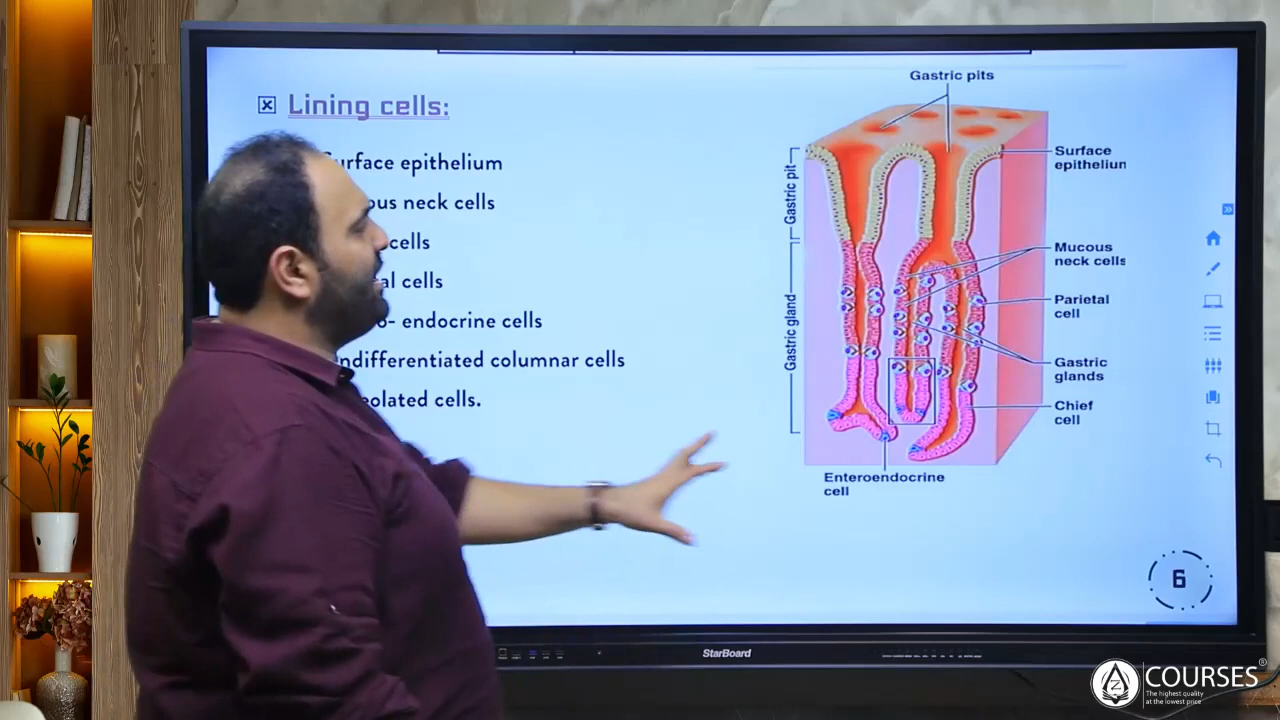 Lining cells:
Surface epithelium
ous neck cells
cells
al cells
o- endocrine cells
ndifferentiated columnar cells
eolated cells.
Gastric pits
Surface
epithelium
Gastric pit
Mucous
neck cells
Parietal
cell
Gastric gland
Gastric
glands
Chief
cell
Enteroendocrine
cell
6
StarBoard
COURSES®
The highest quality
at the lowest price